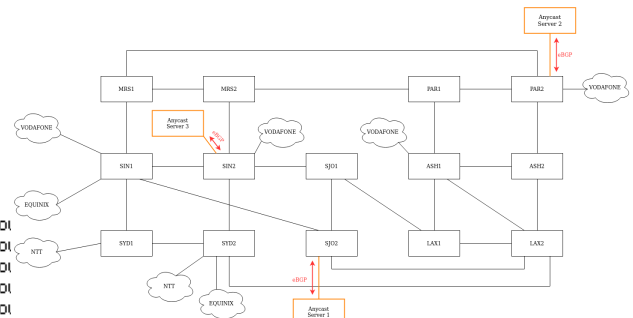 Anycast
Server 2
eBGP
MRS1
MRS2
PAR1
PAR2
VODAFONE
Anycast
Server 3
eBGP
VODAFONE
VODAFONE
VODAFONE
SIN1
SIN2
SJO1
ASH1
ASH2
EQUINIX
NTT
SYD1
SYD2
SJO2
LAX1
LAX2
eBGP
NTT
EQUINIX
Anycast
Server 1